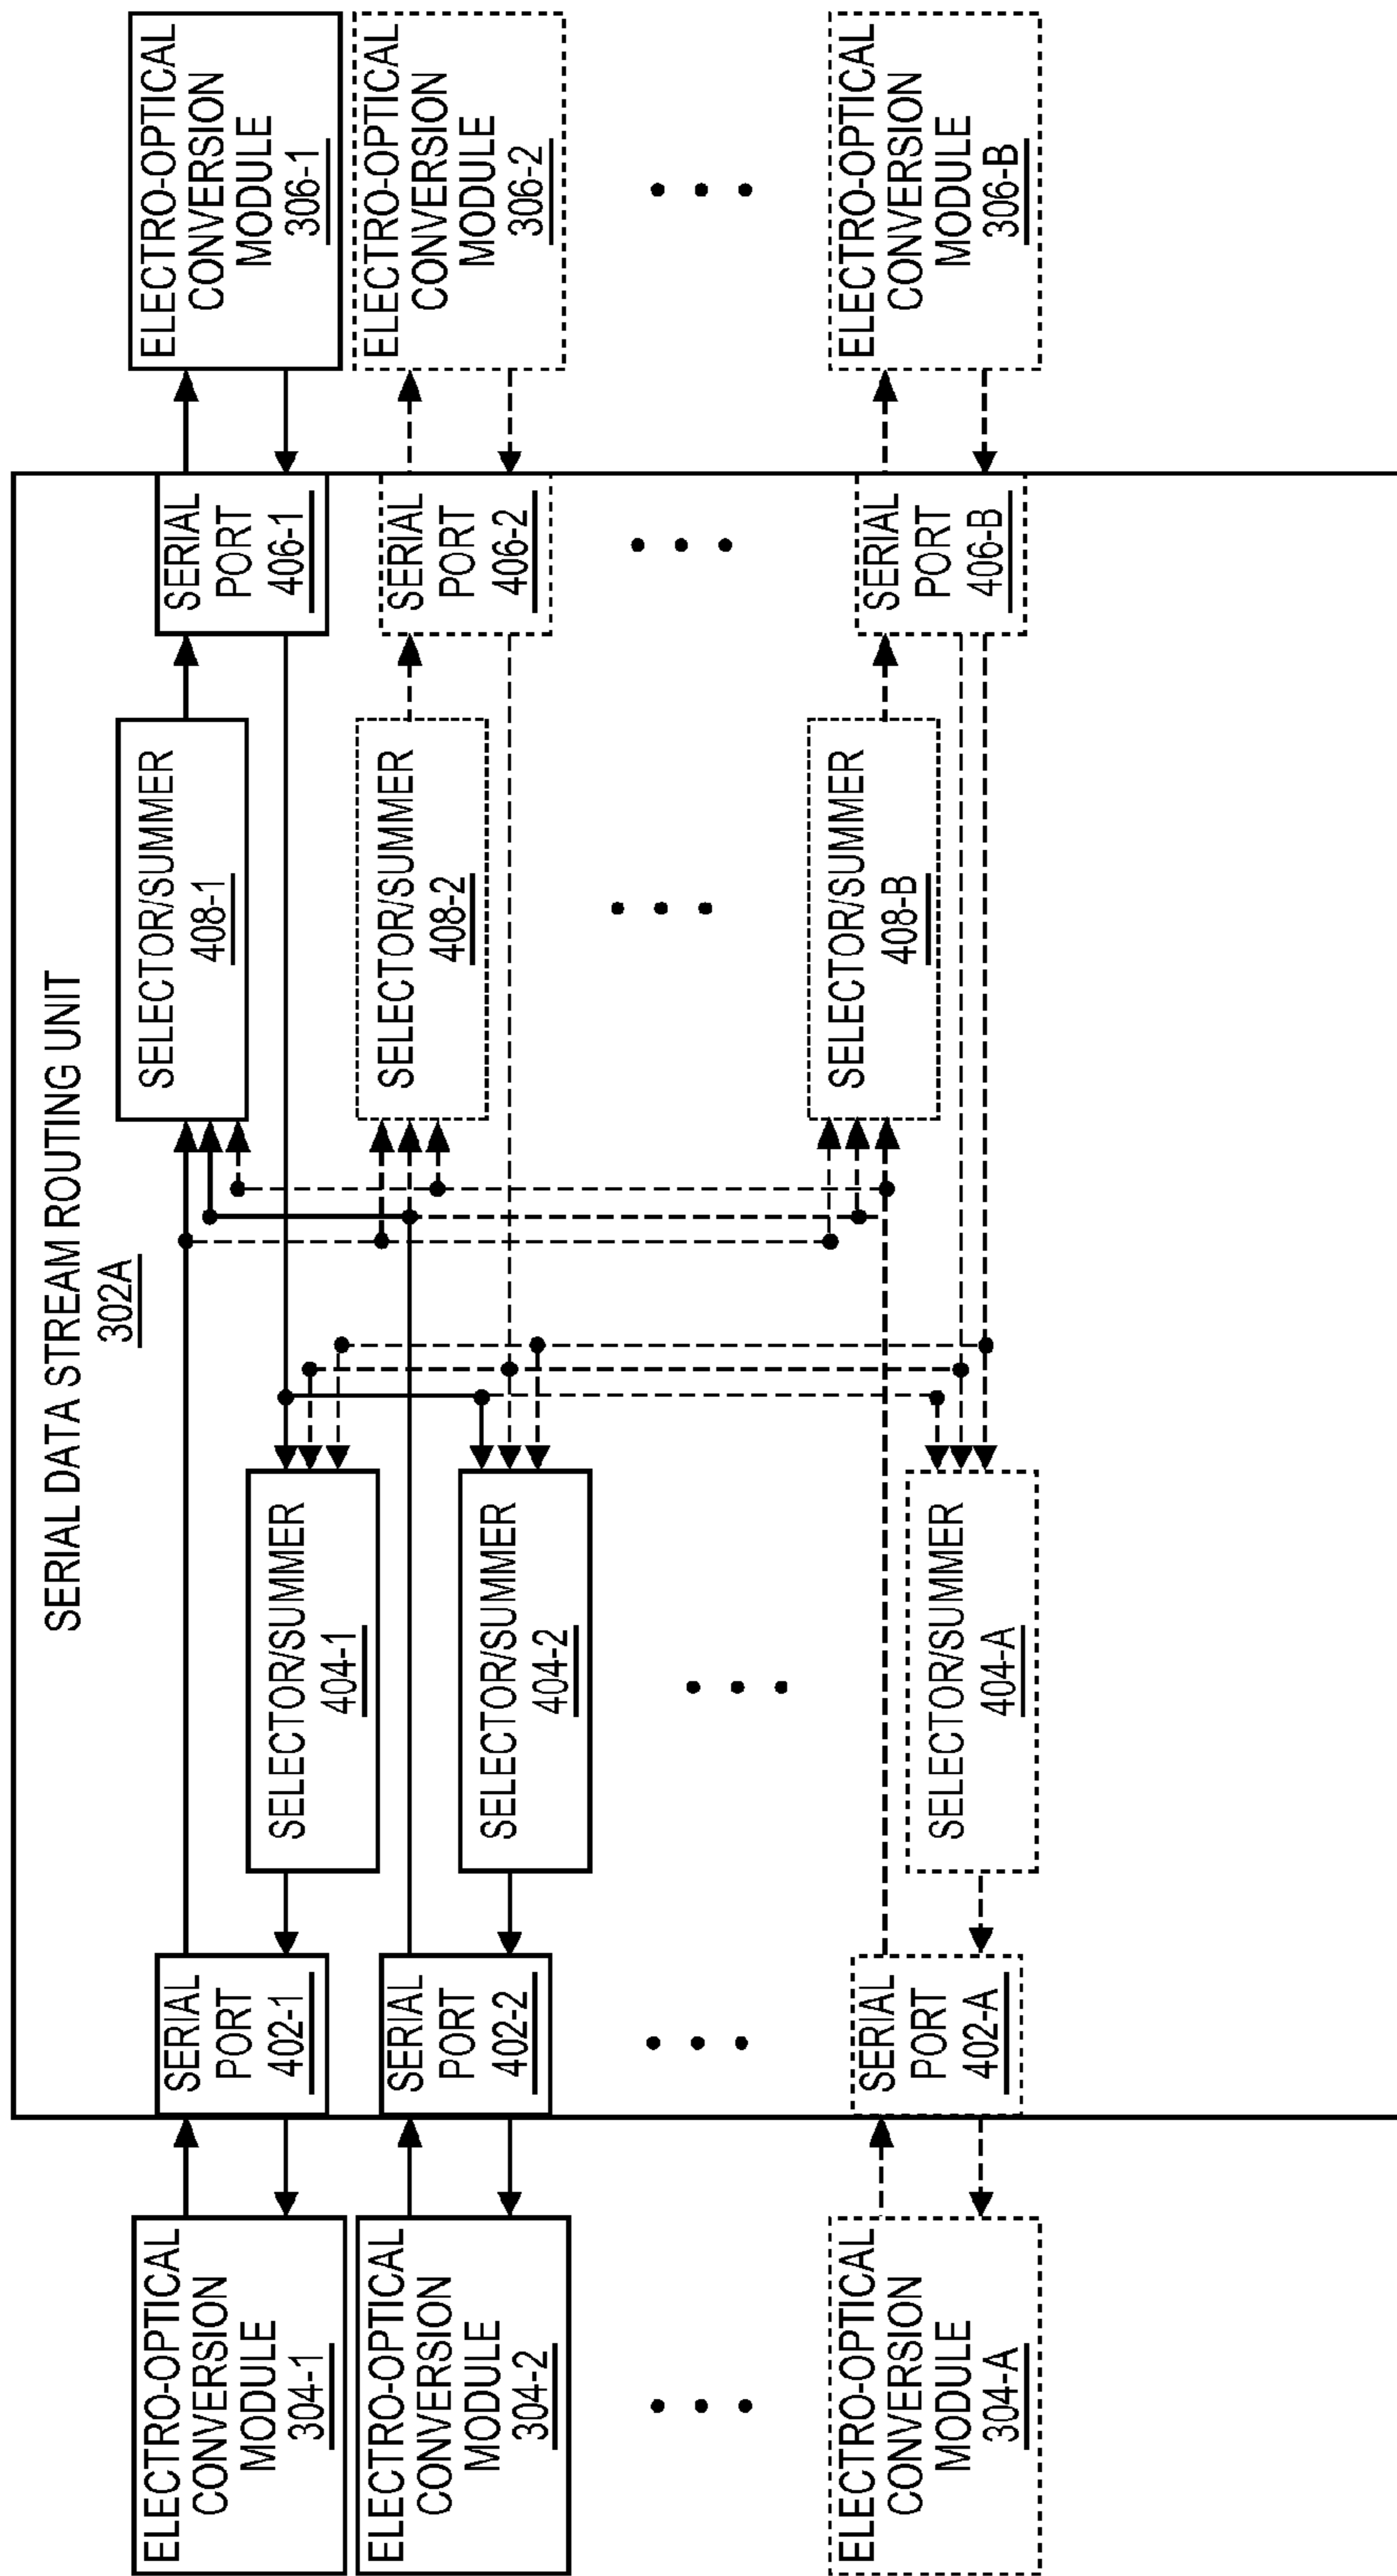 SERIAL DATA STREAM ROUTING UNIT
302A
ELECTRO-OPTICAL
CONVERSION
MODULE
304-1
SERIAL
PORT
402-1
SELECTOR/SUMMER
404-1
SELECTOR/SUMMER
408-1
SERIAL
PORT
406-1
ELECTRO-OPTICAL
CONVERSION
MODULE
306-1
ELECTRO-OPTICAL
CONVERSION
MODULE
304-2
SERIAL
PORT
402-2
SELECTOR/SUMMER
404-2
SELECTOR/SUMMER
408-2
SERIAL
PORT
406-2
ELECTRO-OPTICAL
CONVERSION
MODULE
306-2
ELECTRO-OPTICAL
CONVERSION
MODULE
304-A
SERIAL
PORT
402-A
SELECTOR/SUMMER
404-A
SELECTOR/SUMMER
408-B
SERIAL
PORT
406-B
ELECTRO-OPTICAL
CONVERSION
MODULE
306-B